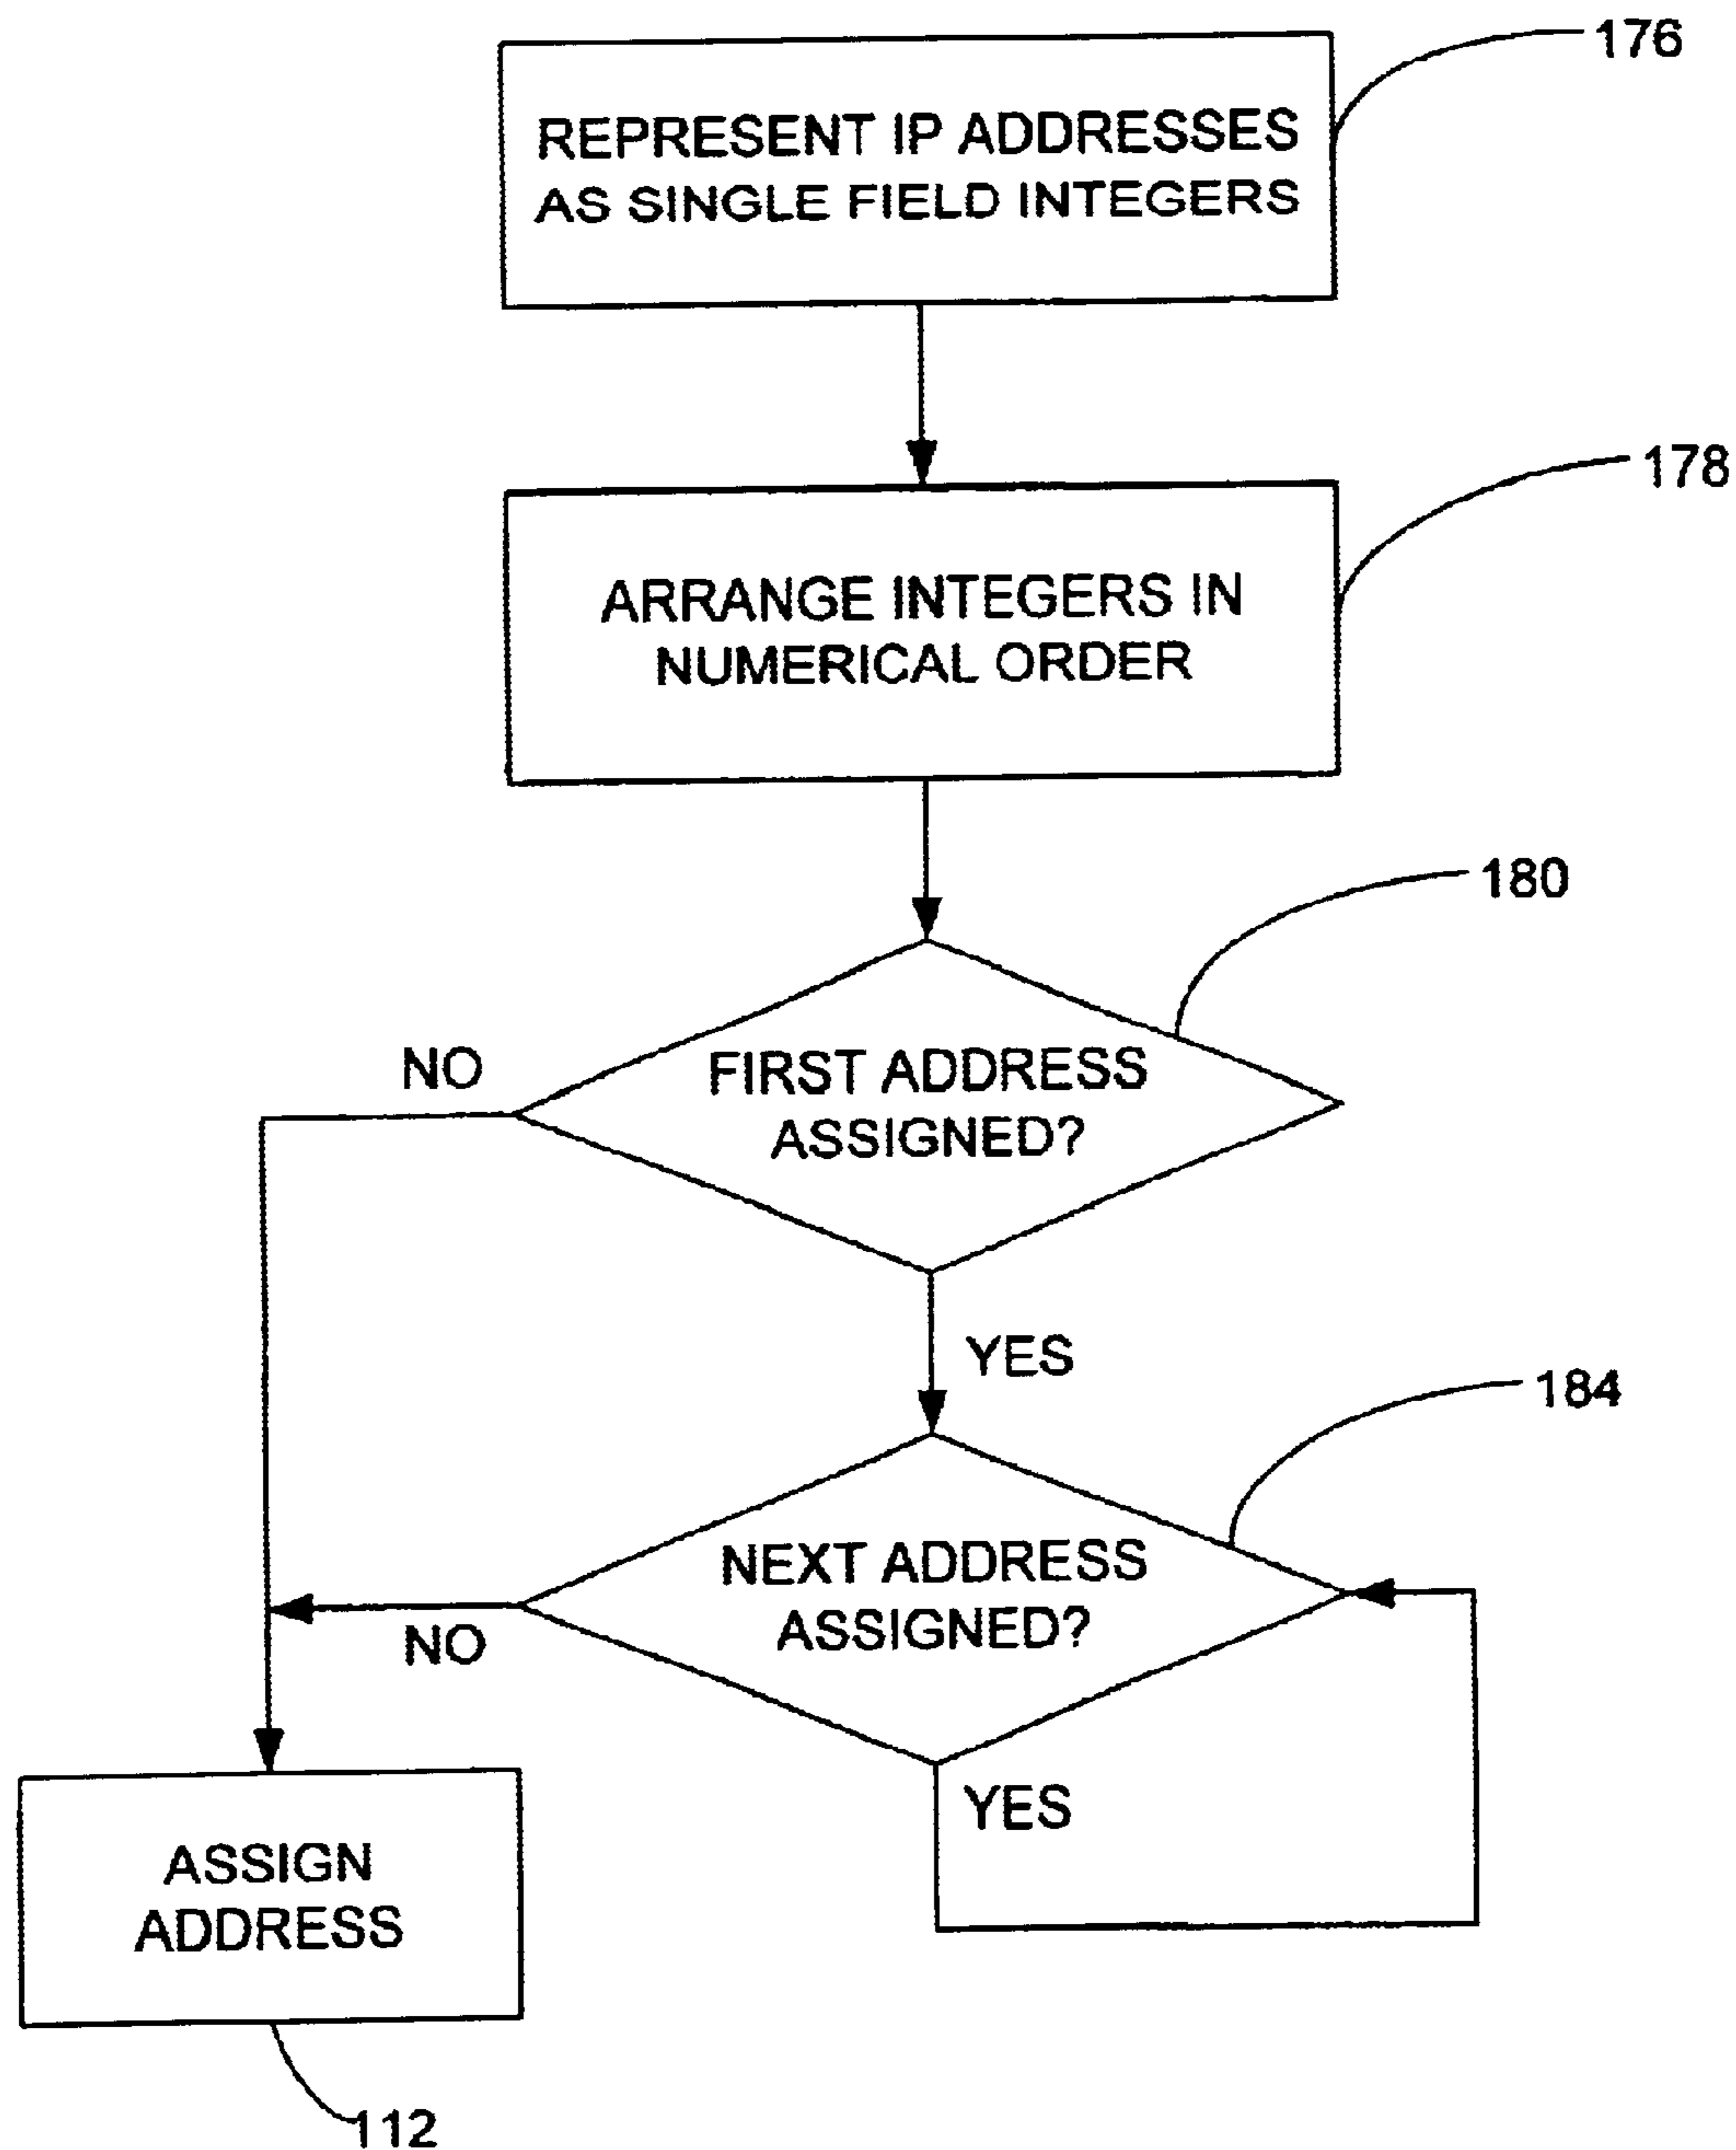 176
REPRESENT IP ADDRESSES
AS SINGLE FIELD INTEGERS
178
ARRANGE INTEGERS IN
NUMERICAL ORDER
180
NO
FIRST ADDRESS
ASSIGNED?
YES
184
NEXT ADDRESS
ASSIGNED?
NO
YES
ASSIGN
ADDRESS
112